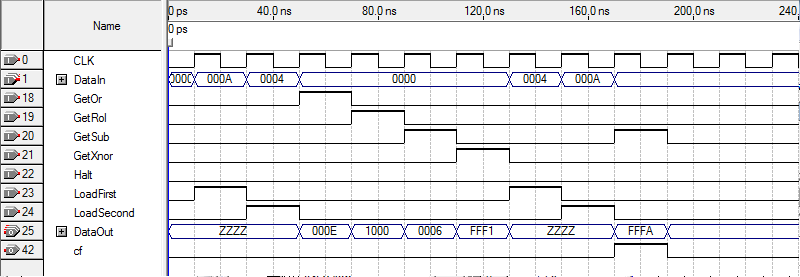 Name
0 ps 40.0 ns 80.0 ns 120.0 ns 160.0 ns 200.0 ns 240.
0 ps
0 CLK
1 DataIn 0000 000A 0004 0000 0004 000A
18 GetOr
19 GetRol
20 GetSub
21 GetXnor
22 Halt
23 LoadFirst
24 LoadSecond
25 DataOut ZZZZ 000E 1000 0006 FFF1 ZZZZ FFFA
42 cf